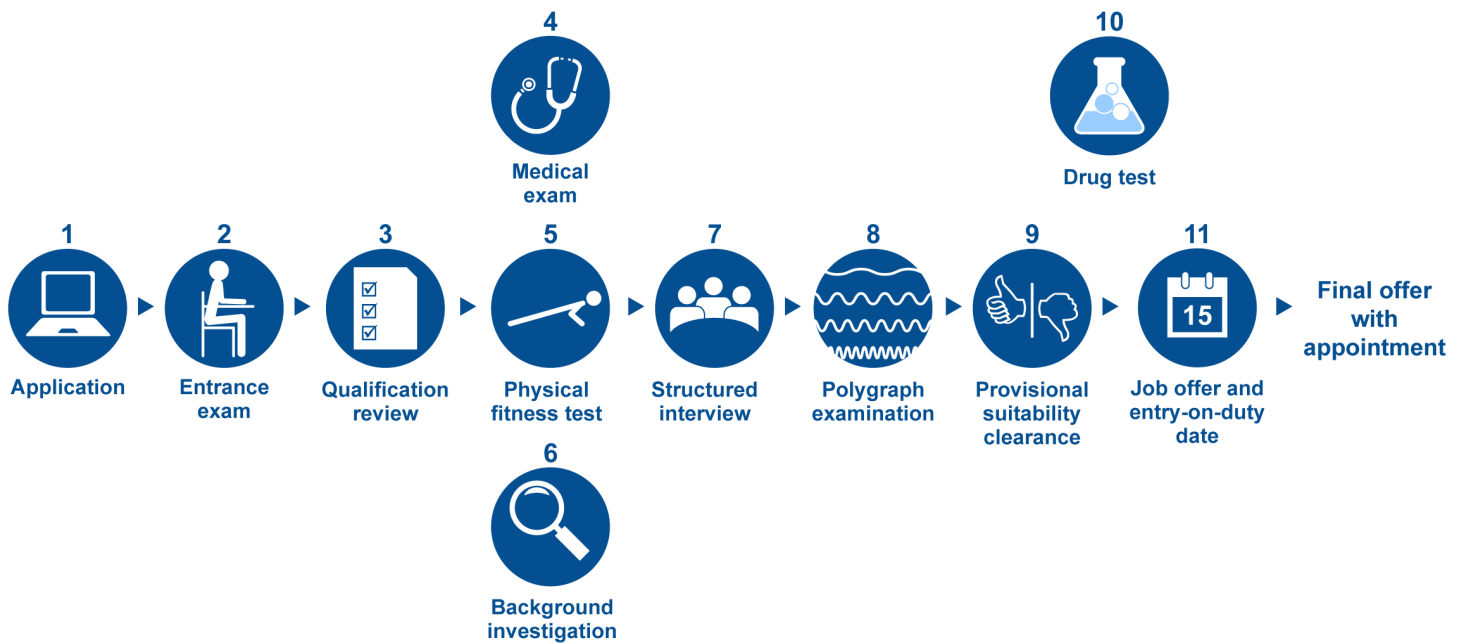 1
Application
2
Entrance
exam
3
Qualification
review
4
Medical
exam
5
Physical
fitness test
6
Background
investigation
7
Structured
interview
8
Polygraph
examination
9
Provisional
suitability
clearance
10
Drug test
11
15
Job offer and
entry-on-duty
date
Final offer
with
appointment